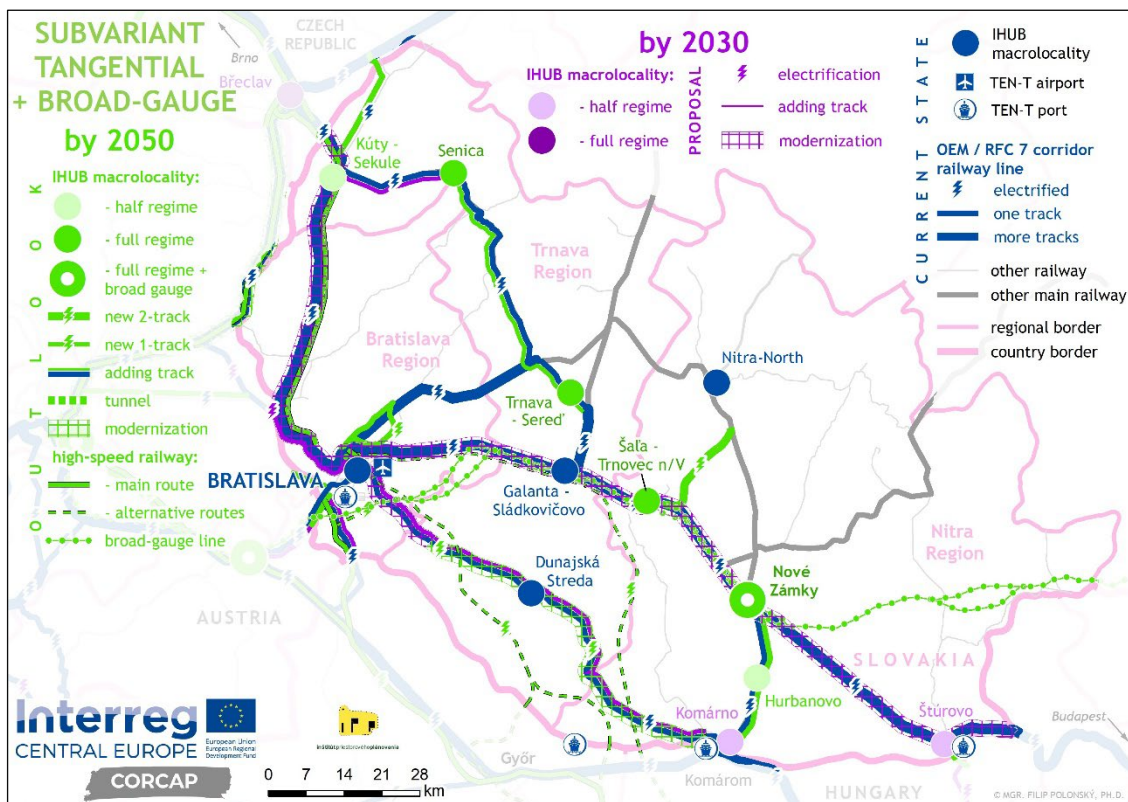 SUBVARIANT
TANGENTIAL
+ BROAD-GAUGE
by 2050
IHUB macrolocality:
- half regime
- full regime
- full regime +
broad gauge
new 2-track
new 1-track
adding track
tunnel
modernization
high-speed railway:
- main route
- alternative routes
broad-gauge line
OUTLOOK
by 2030
IHUB macrolocality:
- half regime
- full regime
PROPOSAL
electrification
adding track
modernization
CURRENT STATE
IHUB
macrolocality
TEN-T airport
TEN-T port
OEM / RFC 7 corridor
railway line
electrified
one track
more tracks
other railway
other main railway
regional border
country border
CZECH
REPUBLIC
Brno
Břeclav
Kúty -
Sekule
Senica
Trnava
Region
Bratislava
Region
Nitra-North
Trnava
- Sereď
Šaľa -
Trnovec n/V
BRATISLAVA
Galanta -
Sládkovičovo
Nitra
Region
Dunajská
Streda
Nové
Zámky
AUSTRIA
SLOVAKIA
Hurbanovo
Komárno
Štúrovo
Budapest
Győr
Komárom
HUNGARY
Interreg
CENTRAL EUROPE
European Union
European Regional
Development Fund
CORCAP
inštitút priestorového plánovania
0 7 14 21 28
km
© MGR. FILIP POLONSKÝ, PH.D.